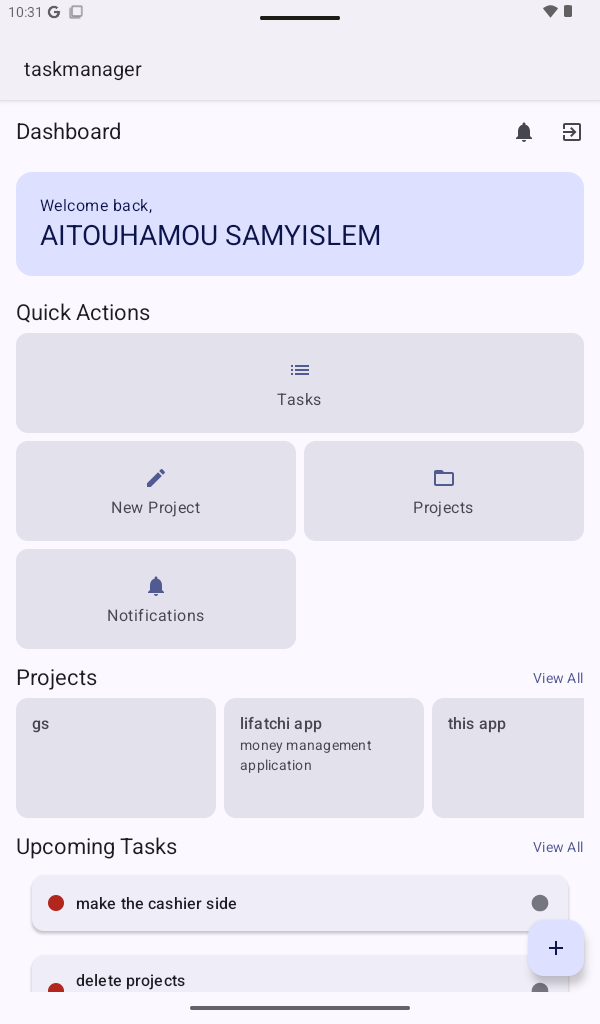 10:31
taskmanager
Dashboard
Welcome back,
AITOUHAMOU SAMYISLEM
Quick Actions
Tasks
New Project
Projects
Notifications
Projects
View All
gs
lifatchi app
money management
application
this app
Upcoming Tasks
View All
make the cashier side
delete projects